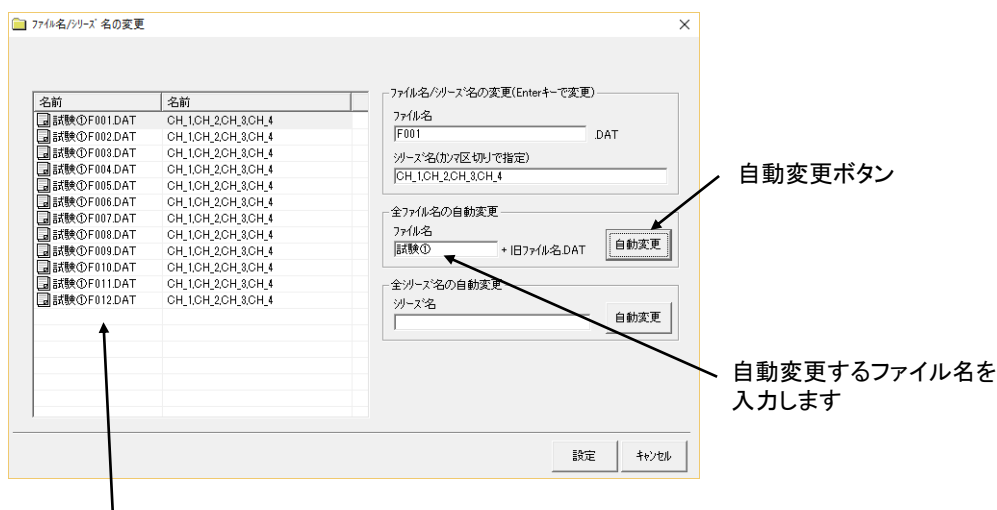 ﾌｧｲﾙ名/ｼﾘｰｽﾞ名の変更
名前 名前
試験①F001.DAT CH_1,CH_2,CH_3,CH_4
試験①F002.DAT CH_1,CH_2,CH_3,CH_4
試験①F003.DAT CH_1,CH_2,CH_3,CH_4
試験①F004.DAT CH_1,CH_2,CH_3,CH_4
試験①F005.DAT CH_1,CH_2,CH_3,CH_4
試験①F006.DAT CH_1,CH_2,CH_3,CH_4
試験①F007.DAT CH_1,CH_2,CH_3,CH_4
試験①F008.DAT CH_1,CH_2,CH_3,CH_4
試験①F009.DAT CH_1,CH_2,CH_3,CH_4
試験①F010.DAT CH_1,CH_2,CH_3,CH_4
試験①F011.DAT CH_1,CH_2,CH_3,CH_4
試験①F012.DAT CH_1,CH_2,CH_3,CH_4
ﾌｧｲﾙ名/ｼﾘｰｽﾞ名の変更(Enterｷｰで変更)
ﾌｧｲﾙ名
F001 .DAT
ｼﾘｰｽﾞ名(ｶﾝﾏ区切りで指定)
CH_1,CH_2,CH_3,CH_4
全ﾌｧｲﾙ名の自動変更
ﾌｧｲﾙ名
試験① + 旧ﾌｧｲﾙ名.DAT 自動変更
全ｼﾘｰｽﾞ名の自動変更
ｼﾘｰｽﾞ名
自動変更
設定 ｷｬﾝｾﾙ
自動変更ボタン
自動変更するファイル名を
入力します